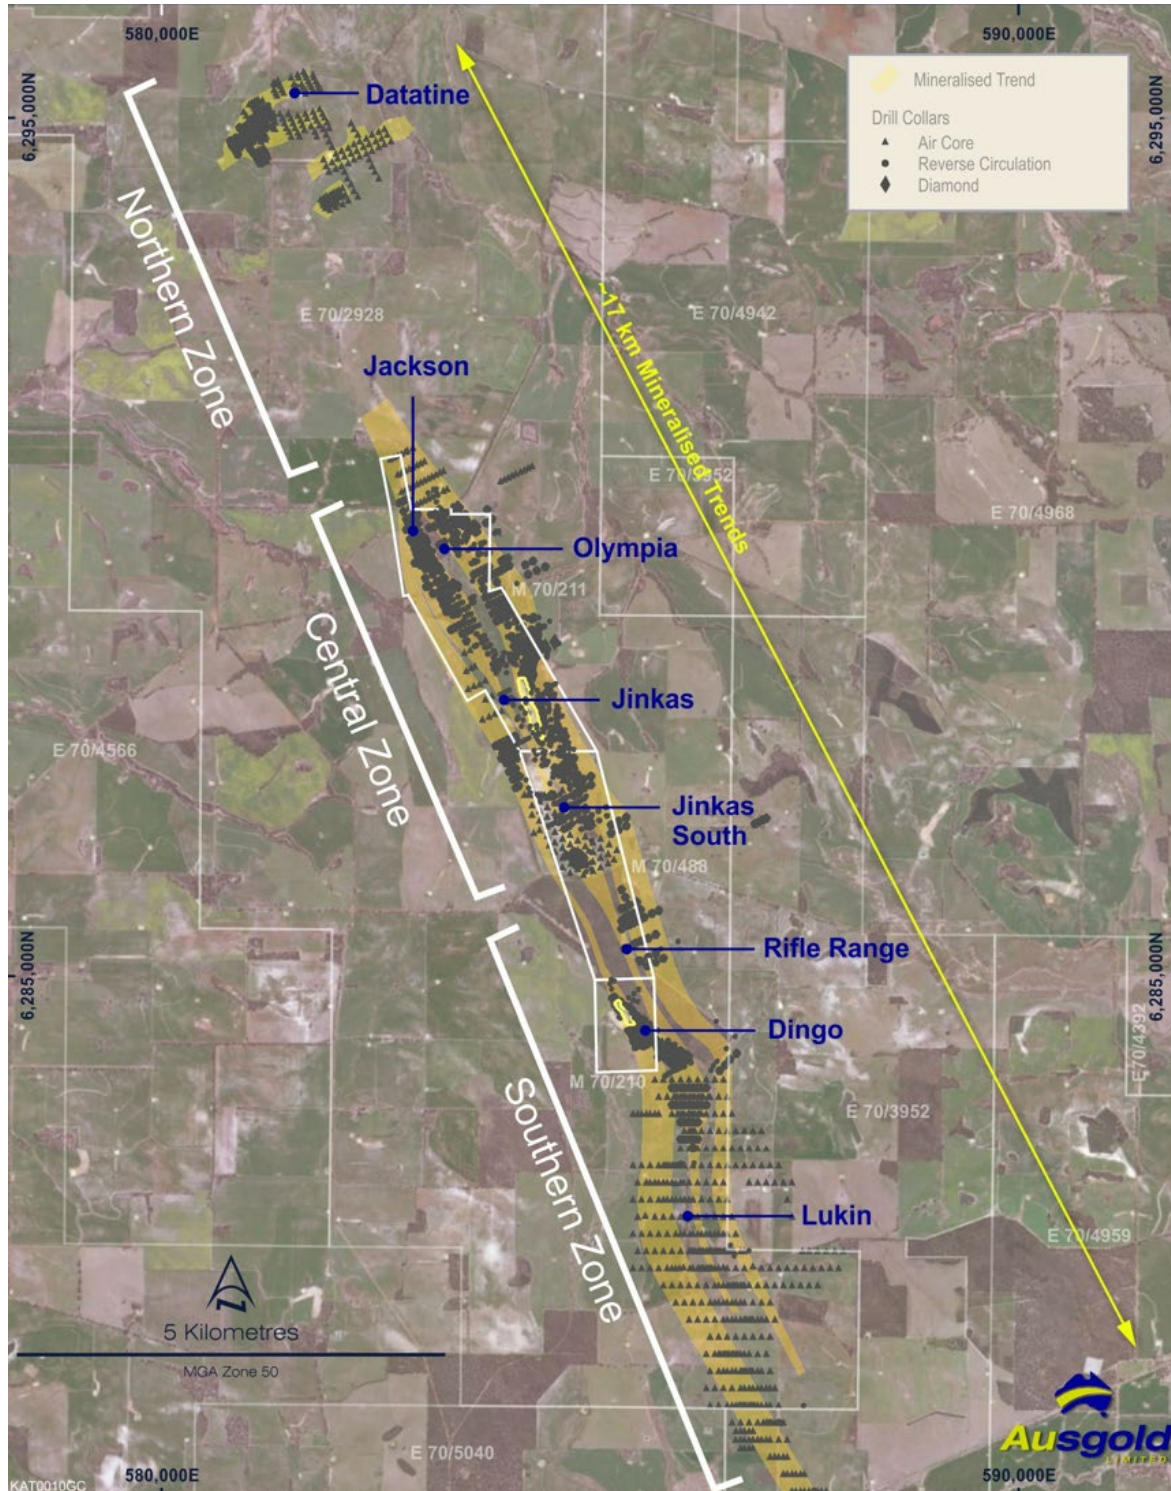 580,000E
590,000E
6,295,000N
6,295,000N
Mineralised Trend
Drill Collars
Air Core
Reverse Circulation
Diamond
Datatine
Northern Zone
E 70/2928
E 70/4942
~17 km Mineralised Trends
Jackson
E 70/3952
E 70/4968
Olympia
M 70/211
Central Zone
Jinkas
E 70/4566
Jinkas
South
M 70/488
Rifle Range
6,285,000N
6,285,000N
Dingo
E70/4392
M 70/210
E 70/3952
Southern Zone
Lukin
E 70/4959
N
5 Kilometres
MGA Zone 50
Ausgold
LIMITED
E 70/5040
580,000E
590,000E
KAT0010GC